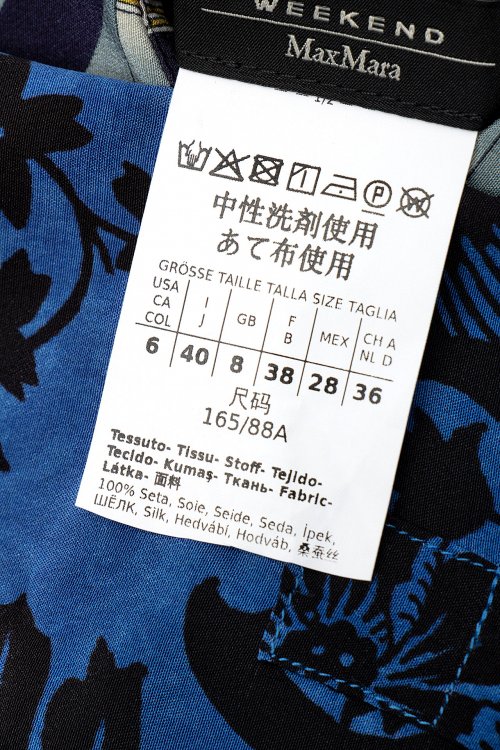 WEEKEND
MaxMara
1/2
P W
中性洗剤使用
あて布使用
GRÖSSE TAILLE TALLA SIZE TAGLIA
USA CA COL I J GB F B MEX CH A NL D
6 40 8 38 28 36
尺码
165/88A
Tessuto- Tissu- Stoff- Tejido-
Tecido- Kumaş- Ткань- Fabric-
Látka- 面料
100% Seta, Soie, Seide, Seda, İpek,
ШЁЛК, Silk, Hedvábí, Hodváb, 桑蚕丝